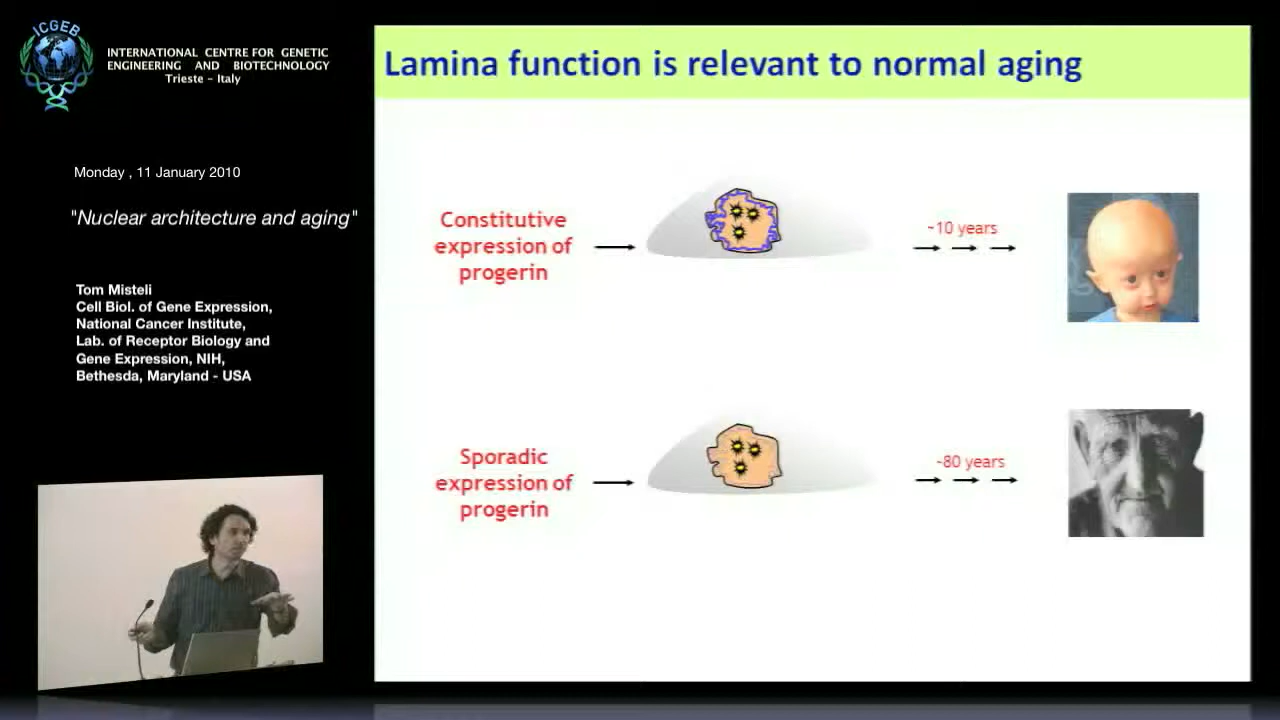 ICGEB
INTERNATIONAL CENTRE FOR GENETIC
ENGINEERING AND BIOTECHNOLOGY
Trieste - Italy
Monday , 11 January 2010
"Nuclear architecture and aging"
Tom Misteli
Cell Biol. of Gene Expression,
National Cancer Institute,
Lab. of Receptor Biology and
Gene Expression, NIH,
Bethesda, Maryland - USA
Lamina function is relevant to normal aging
Constitutive
expression of
progerin
~10 years
Sporadic
expression of
progerin
~80 years